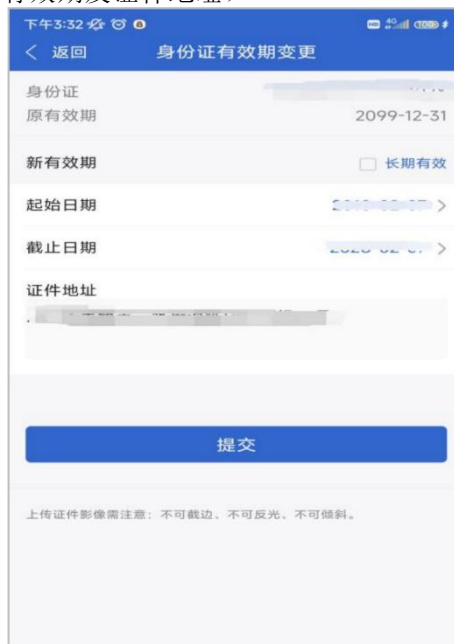 下午3:32
返回 身份证有效期变更
身份证
原有效期 2099-12-31
新有效期 长期有效
起始日期
截止日期
证件地址
提交
上传证件影像需注意：不可截边、不可反光、不可倾斜。